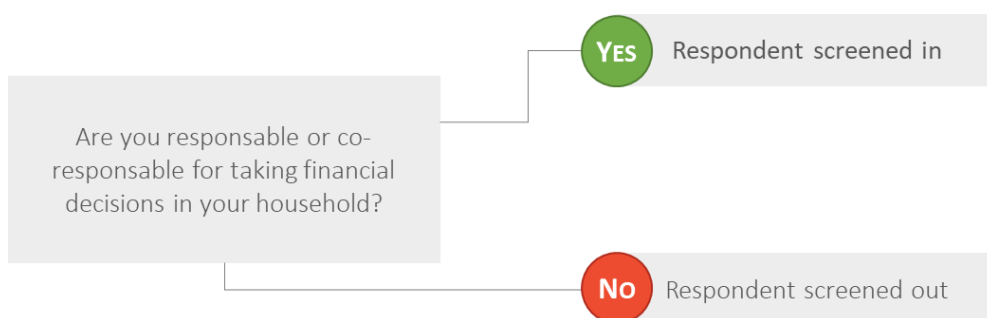 YES
Respondent screened in
Are you responsable or co-
responsable for taking financial
decisions in your household?
NO
Respondent screened out